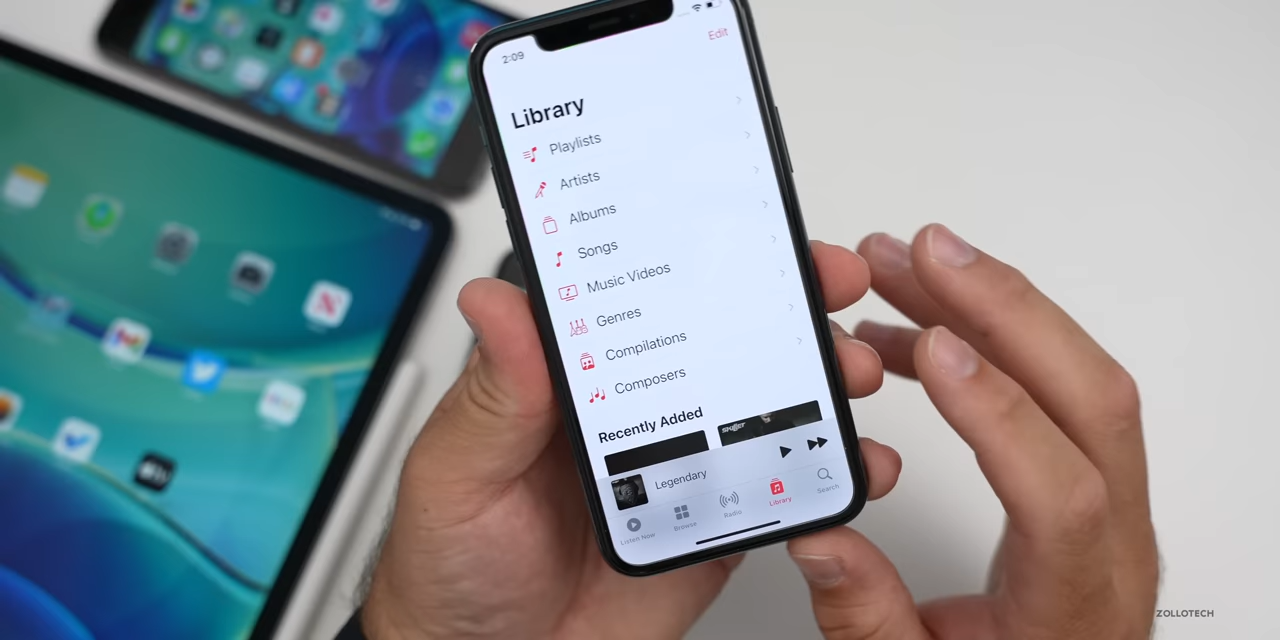 2:09
Edit
Library
Playlists
Artists
Albums
Songs
Music Videos
Genres
Compilations
Composers
Recently Added
Skillet
Legendary
Listen Now
Browse
Radio
Library
Search
ZOLLOTECH